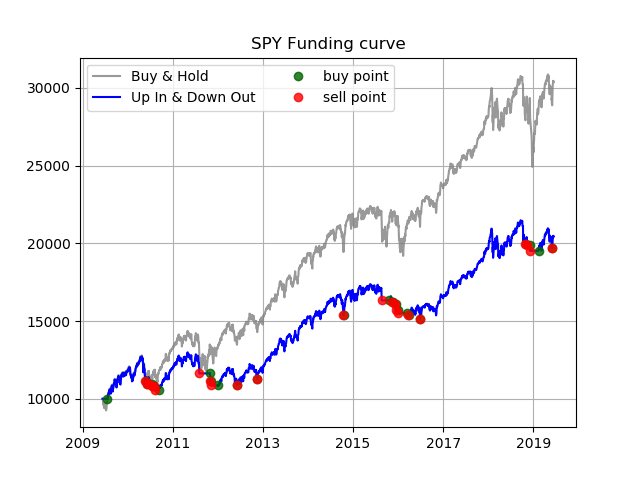 SPY Funding curve
Buy & Hold
Up In & Down Out
buy point
sell point
30000
25000
20000
15000
10000
2009 2011 2013 2015 2017 2019